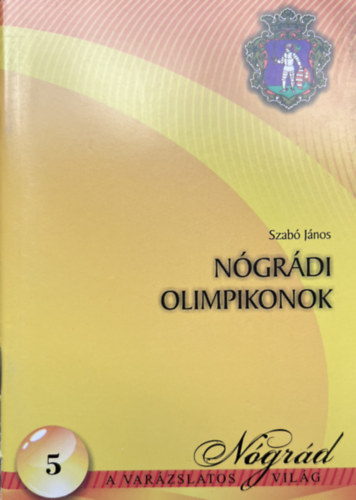 Szabó János
NÓGRÁDI
OLIMPIKONOK
5
Nógrád
A VARÁZSLATOS VILÁG